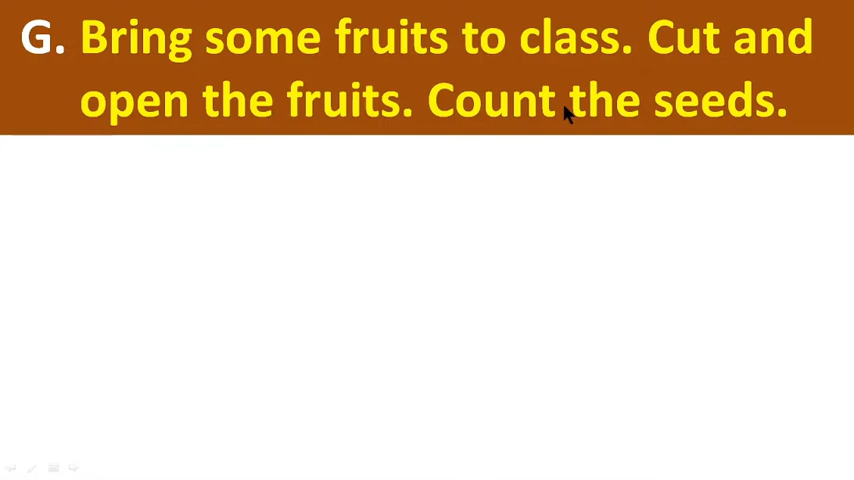 G. Bring some fruits to class. Cut and
open the fruits. Count the seeds.